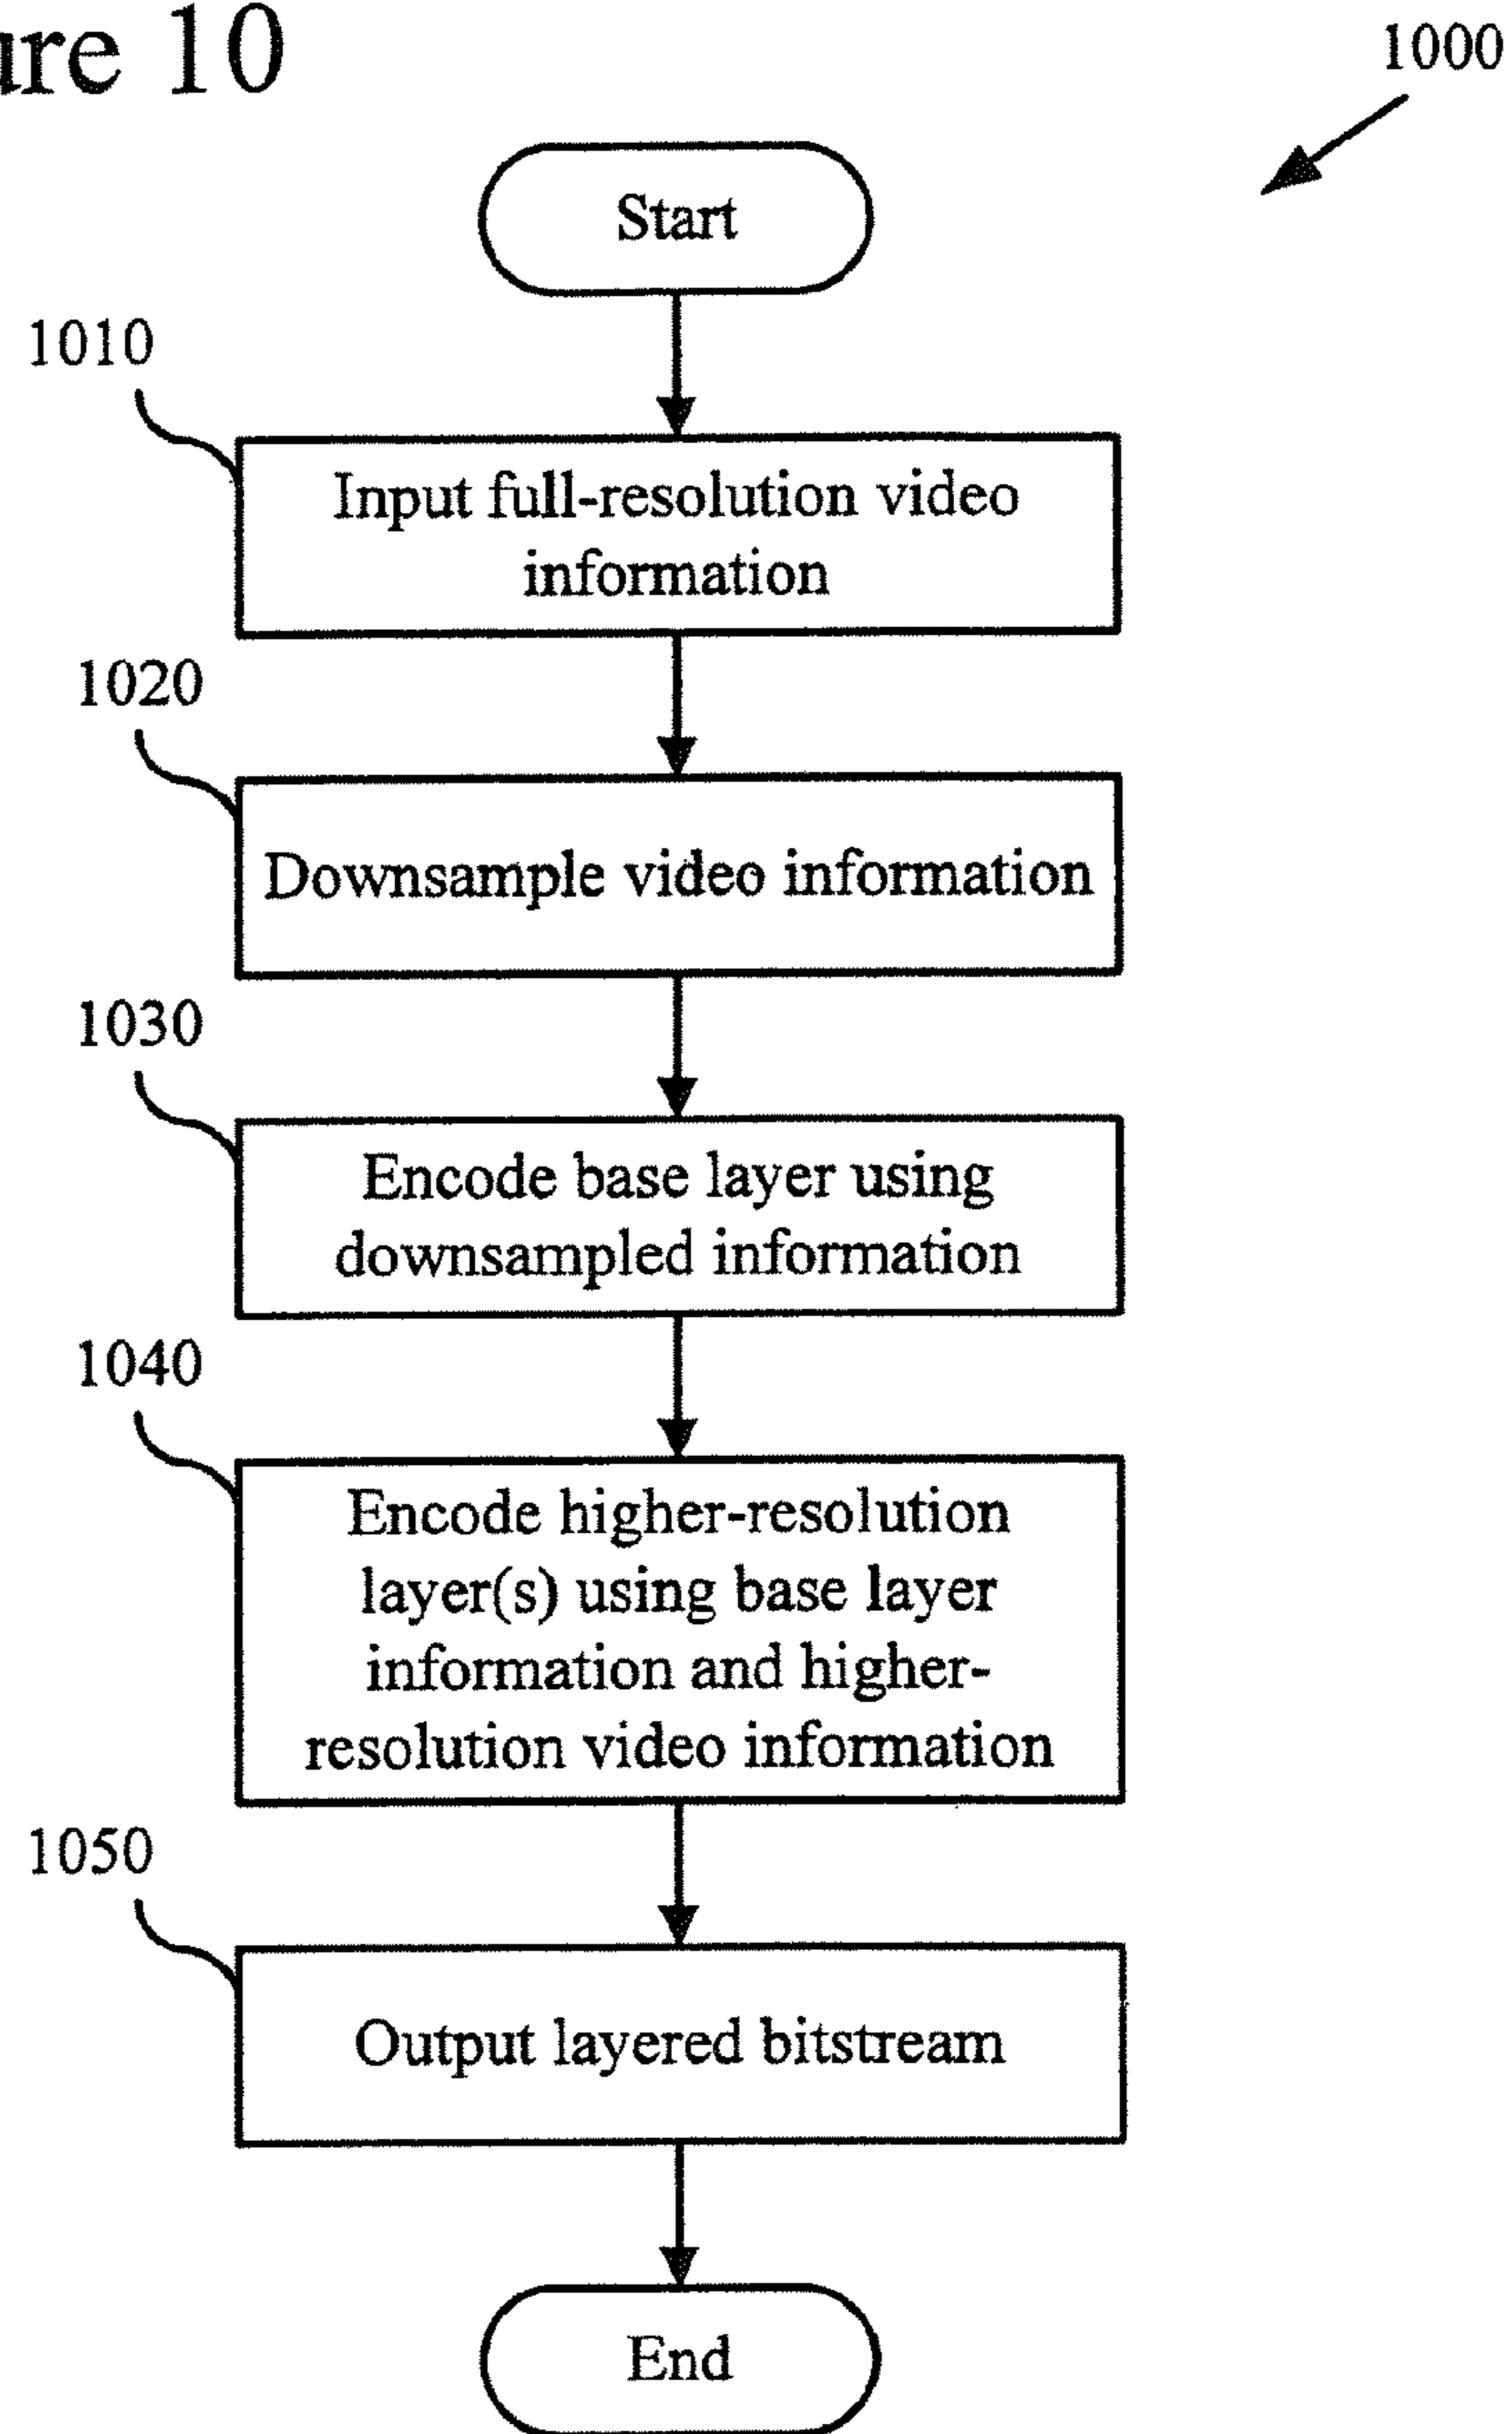 ure 10
1000
Start
1010
Input full-resolution video
information
1020
Downsample video information
1030
Encode base layer using
downsampled information
1040
Encode higher-resolution
layer(s) using base layer
information and higher-
resolution video information
1050
Output layered bitstream
End